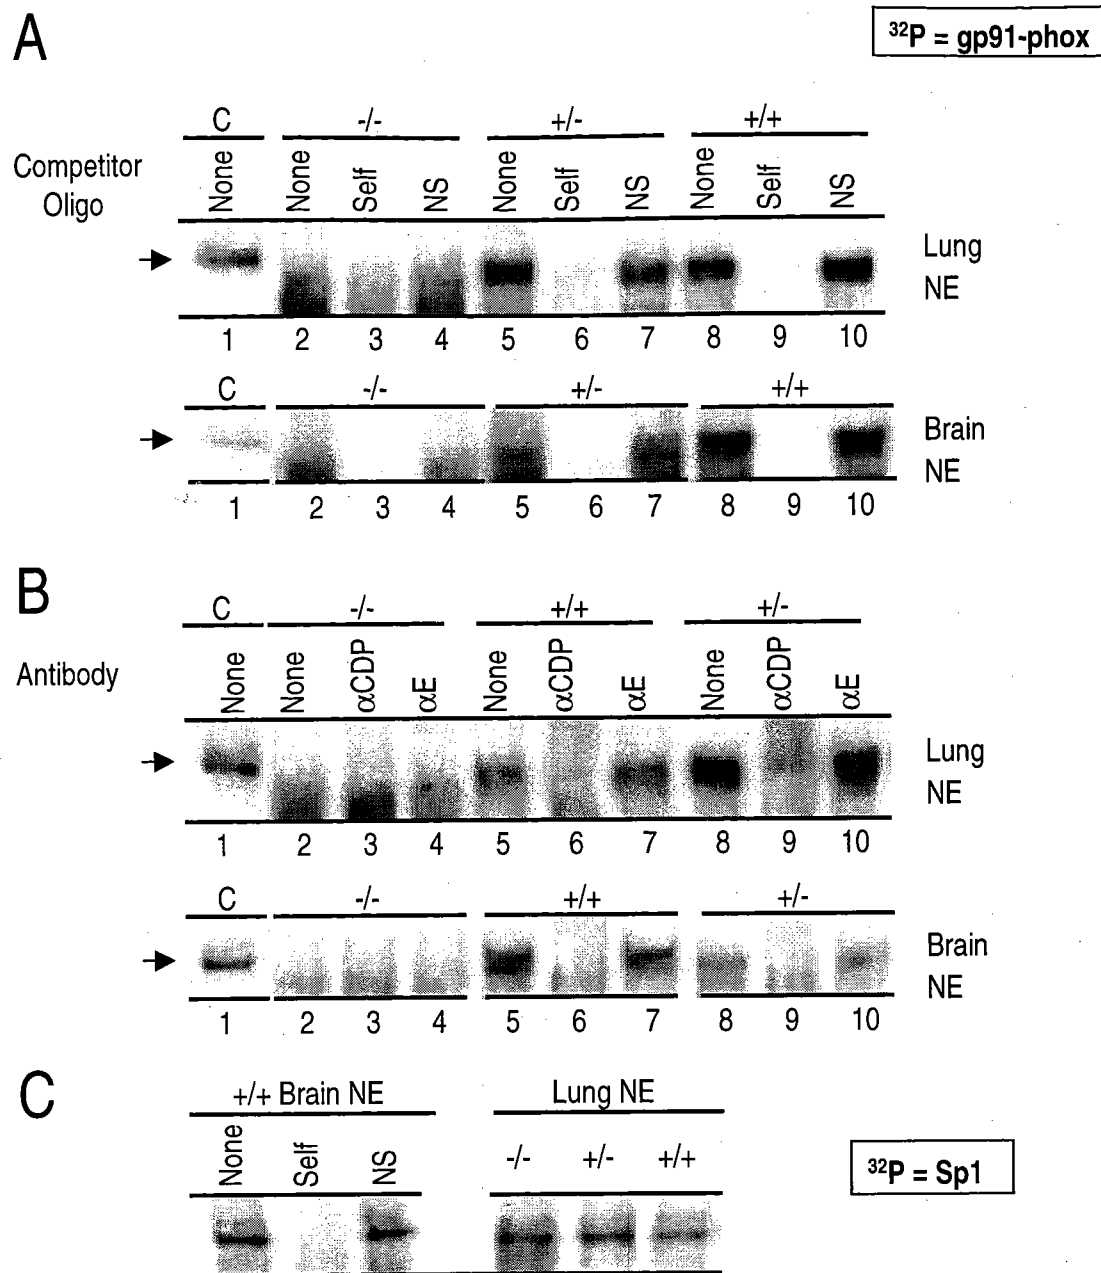 A
³²P = gp91-phox
C -/- +/- +/+
Competitor Oligo
None None Self NS None Self NS None Self NS
Lung NE
1 2 3 4 5 6 7 8 9 10
C -/- +/- +/+
Brain NE
1 2 3 4 5 6 7 8 9 10
B
C -/- +/+ +/-
Antibody
None None αCDP αE None αCDP αE None αCDP αE
Lung NE
1 2 3 4 5 6 7 8 9 10
C -/- +/+ +/-
Brain NE
1 2 3 4 5 6 7 8 9 10
C
+/+ Brain NE Lung NE
None Self NS -/- +/- +/+
³²P = Sp1